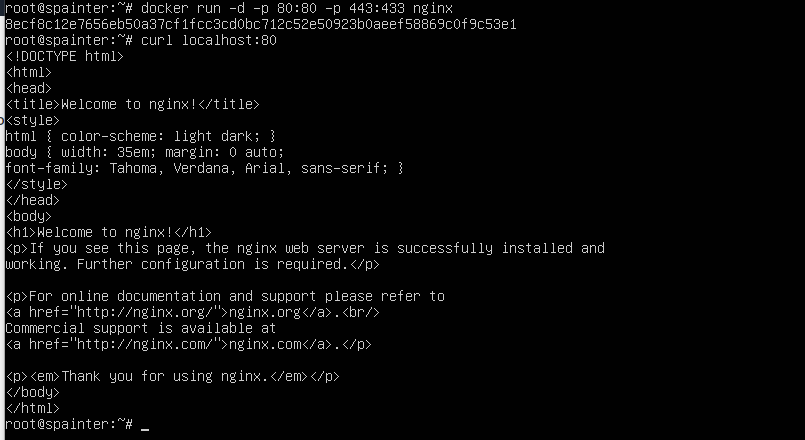 root@spainter:~# docker run -d -p 80:80 -p 443:433 nginx
8ecf8c12e7656eb50a37cf1fcc3cd0bc712c52e50923b0aeef58869c0f9c53e1
root@spainter:~# curl localhost:80
<!DOCTYPE html>
<html>
<head>
<title>Welcome to nginx!</title>
<style>
html { color-scheme: light dark; }
body { width: 35em; margin: 0 auto;
font-family: Tahoma, Verdana, Arial, sans-serif; }
</style>
</head>
<body>
<h1>Welcome to nginx!</h1>
<p>If you see this page, the nginx web server is successfully installed and
working. Further configuration is required.</p>

<p>For online documentation and support please refer to
<a href="http://nginx.org/">nginx.org</a>.<br/>
Commercial support is available at
<a href="http://nginx.com/">nginx.com</a>.</p>

<p><em>Thank you for using nginx.</em></p>
</body>
</html>
root@spainter:~# _